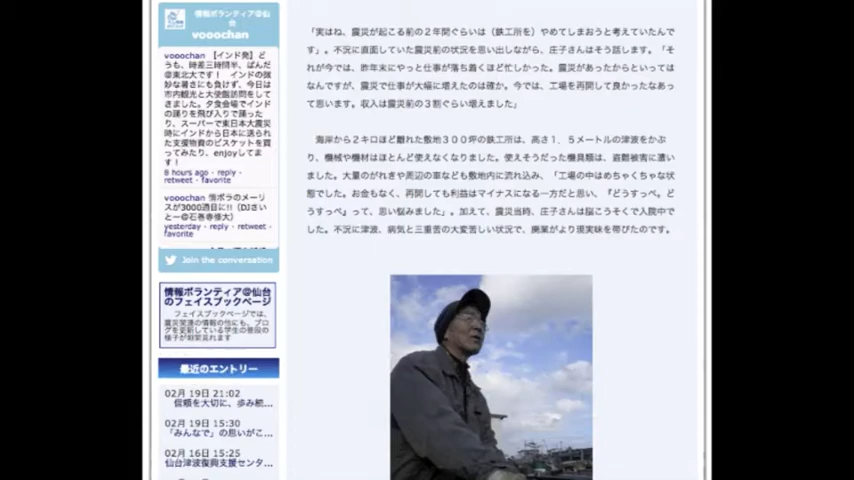 情報ボランティア@仙
台
vooochan
vooochan 【インド発】ど
うも、時差三時間半、ぱんだ
@東北大です！ インドの微
妙な暑さにも負けず、今日は
市内観光と大使館訪問をして
きました。夕食会場でインド
の踊りを飛び入りで踊った
り、スーパーで東日本大震災
時にインドから日本に送られ
た支援物資のビスケットを買
ってみたり、enjoyしてま
す！
8 hours ago · reply ·
retweet · favorite
vooochan 情ボラのメーリ
スが3000通目に!! (DJさい
とー@石巻専修大)
yesterday · reply · retweet ·
favorite
Join the conversation
情報ボランティア@仙台
のフェイスブックページ
フェイスブックページでは、
震災関連の情報の他にも、ブロ
グを更新している学生の普段の
様子が垣間見れます
最近のエントリー
02月 19日 21:02
信頼を大切に、歩み続...
02月 19日 15:30
「みんなで」の思いがこ...
02月 16日 15:25
仙台津波復興支援センタ...
「実はね、震災が起こる前の２年間ぐらいは（鉄工所を）やめてしまおうと考えていたんで
す」。不況に直面していた震災前の状況を思い出しながら、庄子さんはそう話します。「そ
れが今では、昨年末にやっと仕事が落ち着くほど忙しかった。震災があったからといっては
なんですが、震災で仕事が大幅に増えたのは確か。今では、工場を再開して良かったなあっ
て思います。収入は震災前の３割ぐらい増えました」
海岸から２キロほど離れた敷地３００坪の鉄工所は、高さ１．５メートルの津波をかぶ
り、機械や機材はほとんど使えなくなりました。使えそうだった機具類は、盗難被害に遭い
ました。大量のがれきや周辺の車なども敷地内に流れ込み、「工場の中はめちゃくちゃな状
態でした。お金もなく、再開しても利益はマイナスになる一方だと思い、『どうすっぺ。ど
うすっぺ』って、思い悩みました」。加えて、震災当時、庄子さんは脳こうそくで入院中で
した。不況に津波、病気と三重苦の大変苦しい状況で、廃業がより現実味を帯びたのです。